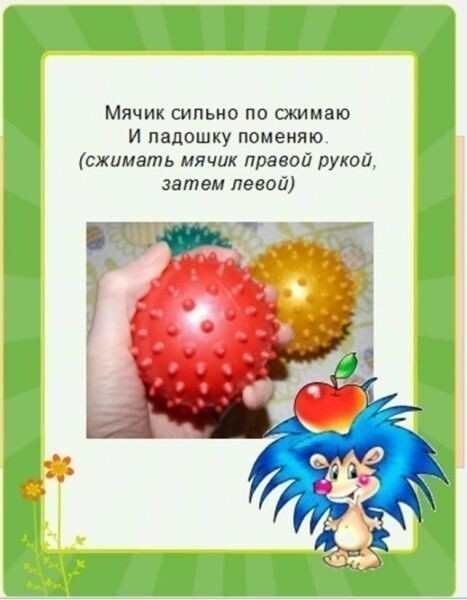 Мячик сильно по сжимаю
И ладошку поменяю.
(сжимать мячик правой рукой,
затем левой)